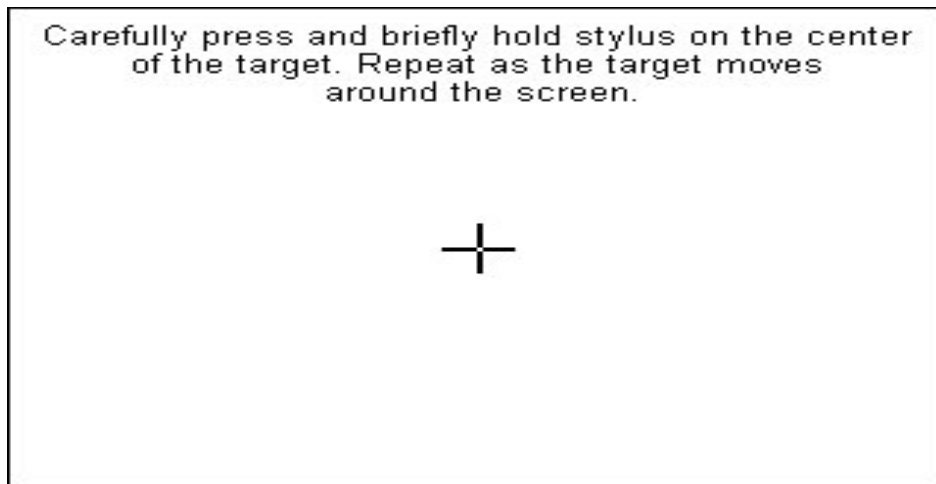 Carefully press and briefly hold stylus on the center
of the target. Repeat as the target moves
around the screen.